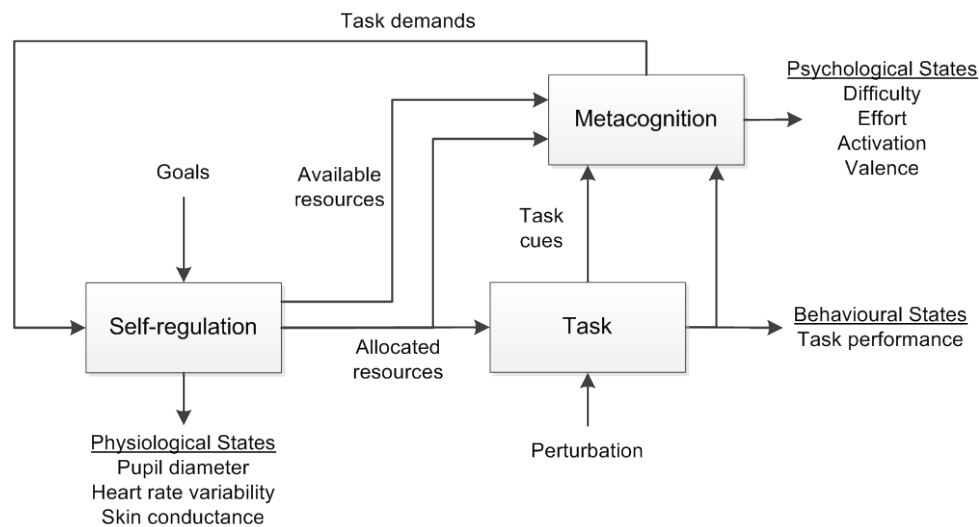 Task demands
Metacognition
Psychological States
Difficulty
Effort
Activation
Valence
Goals
Available
resources
Task
cues
Self-regulation
Task
Allocated
resources
Behavioural States
Task performance
Physiological States
Pupil diameter
Heart rate variability
Skin conductance
Perturbation